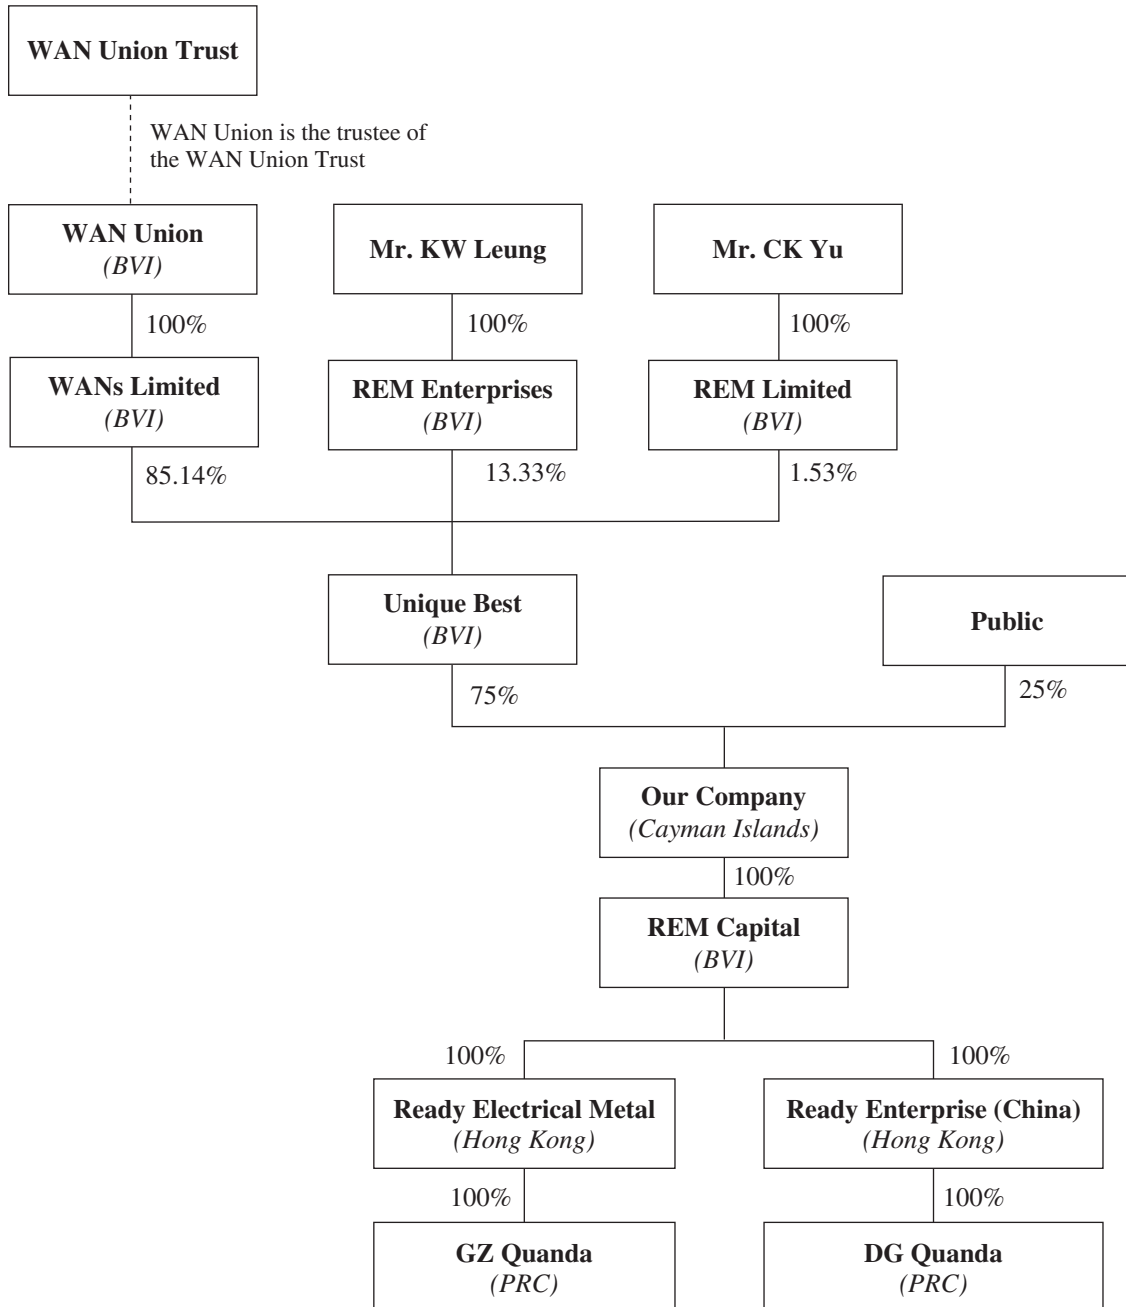 WAN Union Trust
WAN Union is the trustee of
the WAN Union Trust
WAN Union
(BVI)
Mr. KW Leung
Mr. CK Yu
100%
100%
100%
WANs Limited
(BVI)
REM Enterprises
(BVI)
REM Limited
(BVI)
85.14%
13.33%
1.53%
Unique Best
(BVI)
Public
75%
25%
Our Company
(Cayman Islands)
100%
REM Capital
(BVI)
100%
100%
Ready Electrical Metal
(Hong Kong)
Ready Enterprise (China)
(Hong Kong)
100%
100%
GZ Quanda
(PRC)
DG Quanda
(PRC)